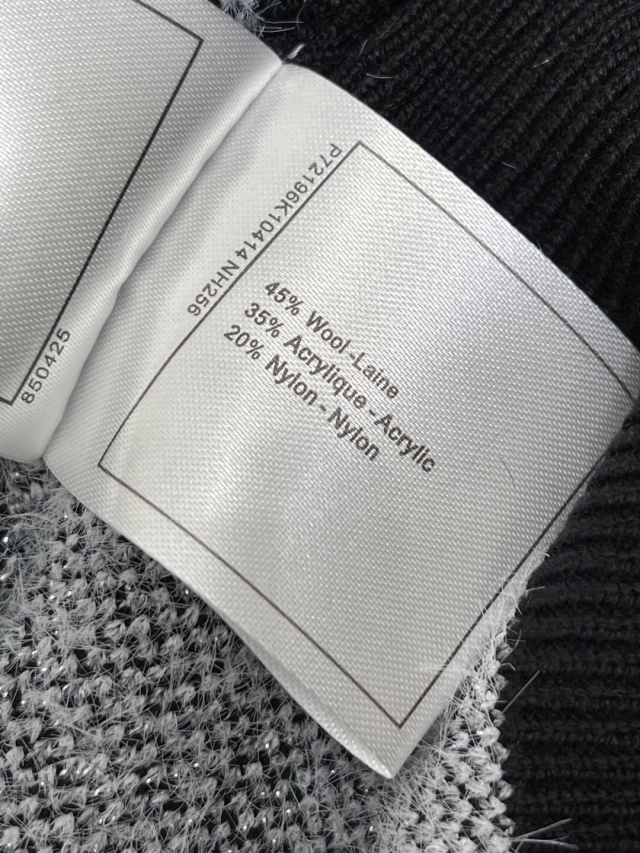 850425
P72196K10414 NH256
45% Wool-Laine
35% Acrylique - Acrylic
20% Nylon - Nylon